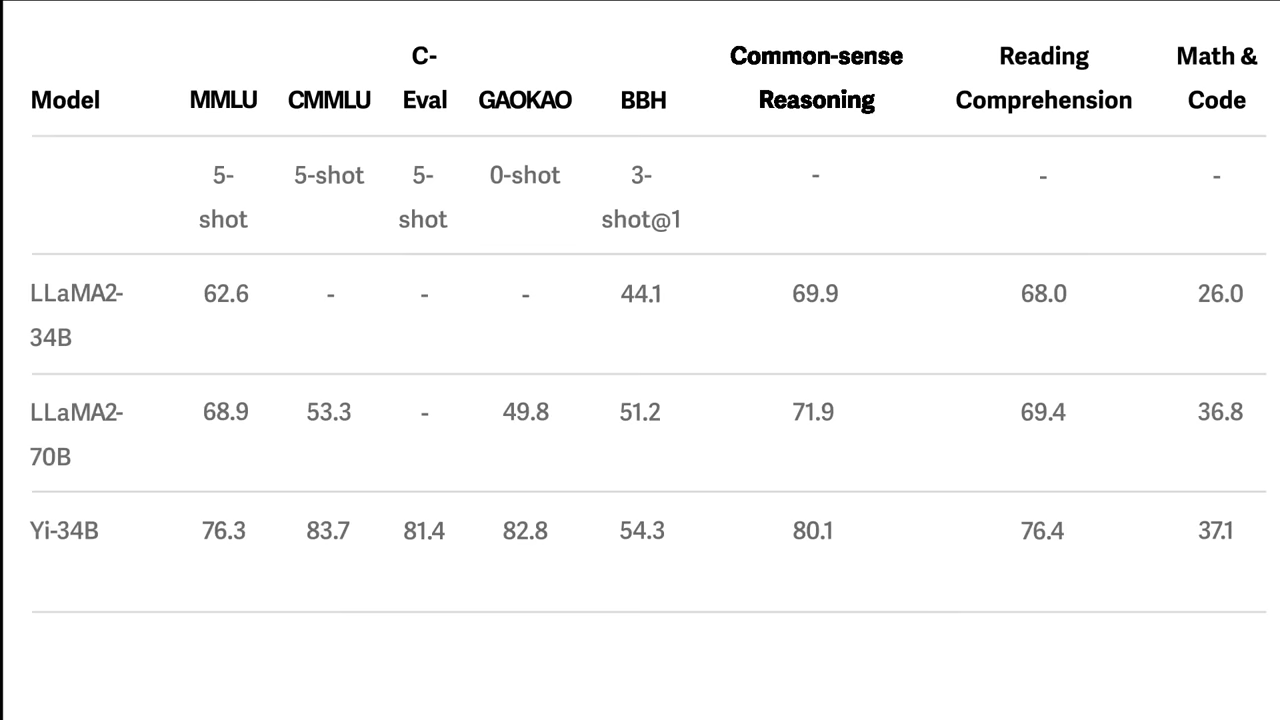 C- Common-sense Reading Math &
Model MMLU CMMLU Eval GAOKAO BBH Reasoning Comprehension Code
5- 5-shot 5- 0-shot 3- - - -
shot shot shot@1
LLaMA2- 62.6 - - - 44.1 69.9 68.0 26.0
34B
LLaMA2- 68.9 53.3 - 49.8 51.2 71.9 69.4 36.8
70B
Yi-34B 76.3 83.7 81.4 82.8 54.3 80.1 76.4 37.1